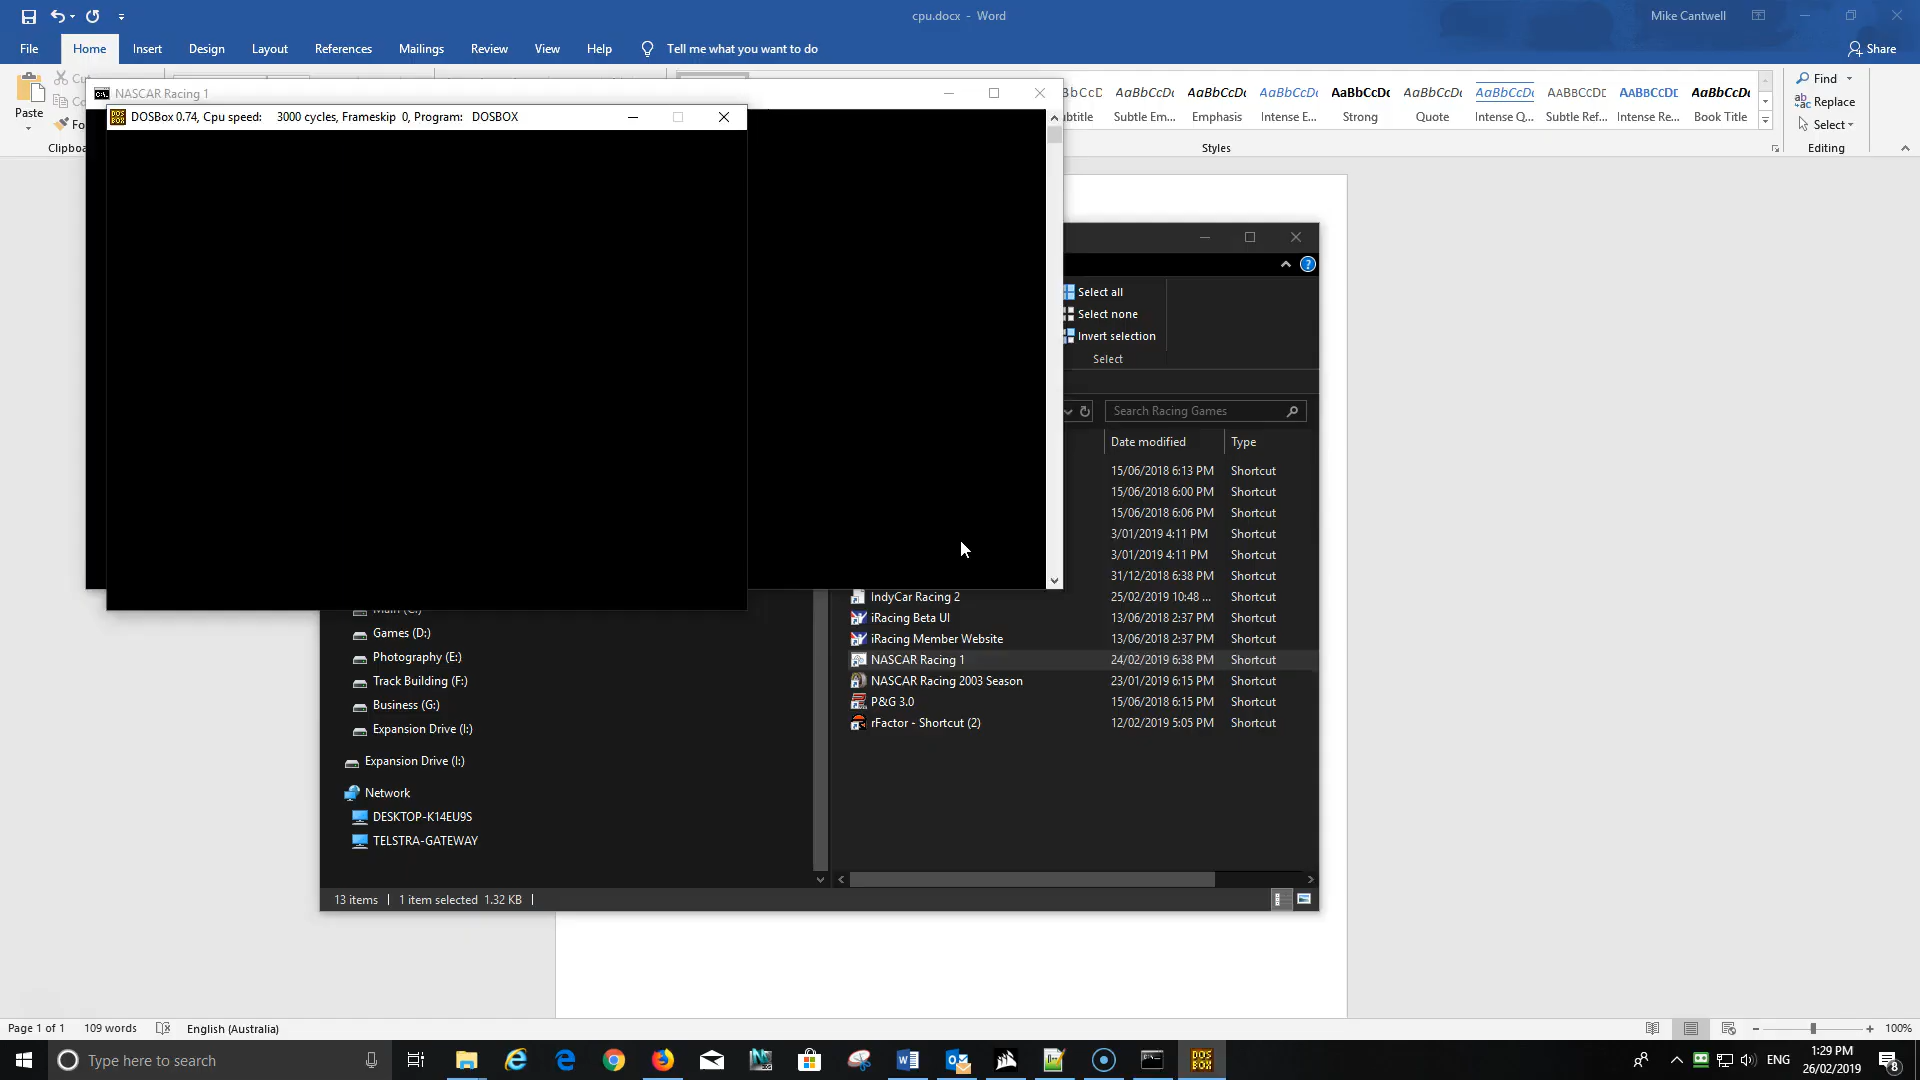 cpu.docx - Word
Mike Cantwell
File Home Insert Design Layout References Mailings Review View Help Tell me what you want to do Share
Paste
Clipboa
NASCAR Racing 1
DOSBox 0.74, Cpu speed: 3000 cycles, Frameskip 0, Program: DOSBOX
AaBbCcDc AaBbCcDc AaBbCcDc AaBbCcDc AaBbCcDc AaBbCcDc AABBCCDE AABBCCDE AaBbCcDc
btitle Subtle Em... Emphasis Intense E... Strong Quote Intense Q... Subtle Ref... Intense Re... Book Title
Styles
Find
Replace
Select
Editing
Select all
Select none
Invert selection
Select
Search Racing Games
Date modified Type
15/06/2018 6:13 PM Shortcut
15/06/2018 6:00 PM Shortcut
15/06/2018 6:06 PM Shortcut
3/01/2019 4:11 PM Shortcut
3/01/2019 4:11 PM Shortcut
31/12/2018 6:38 PM Shortcut
IndyCar Racing 2 25/02/2019 10:48 ... Shortcut
iRacing Beta UI 13/06/2018 2:37 PM Shortcut
iRacing Member Website 13/06/2018 2:37 PM Shortcut
NASCAR Racing 1 24/02/2019 6:38 PM Shortcut
NASCAR Racing 2003 Season 23/01/2019 6:15 PM Shortcut
P&G 3.0 15/06/2018 6:15 PM Shortcut
rFactor - Shortcut (2) 12/02/2019 5:05 PM Shortcut
Main (C:)
Games (D:)
Photography (E:)
Track Building (F:)
Business (G:)
Expansion Drive (I:)
Expansion Drive (I:)
Network
DESKTOP-K14EU9S
TELSTRA-GATEWAY
13 items 1 item selected 1.32 KB
Page 1 of 1 109 words English (Australia)
100%
Type here to search
DOS BOX
ENG
1:29 PM
26/02/2019
8